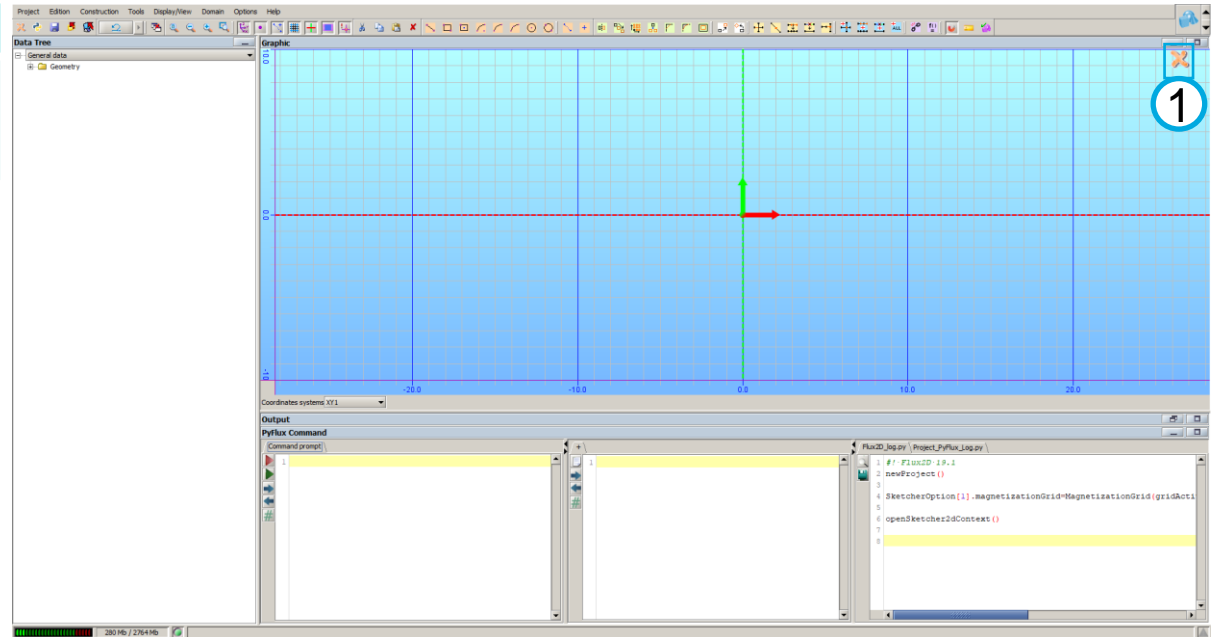 Project Edition Construction Tools Display/View Domain Options Help
Data Tree
Graphic
General data
Geometry
1
10.0
0.0
-10
-20.0 -10.0 0.0 10.0 20.0
Coordinates systems XY1
Output
PyFlux Command
Command prompt
+
Flux2D_log.py Project_PyFlux_Log.py
1
1
1 #! Flux2D 19.1
2 newProject()
3
4 SketcherOption[1].magnetizationGrid=MagnetizationGrid(gridActi
5
6 openSketcher2dContext()
7
8
280 Mb / 2764 Mb